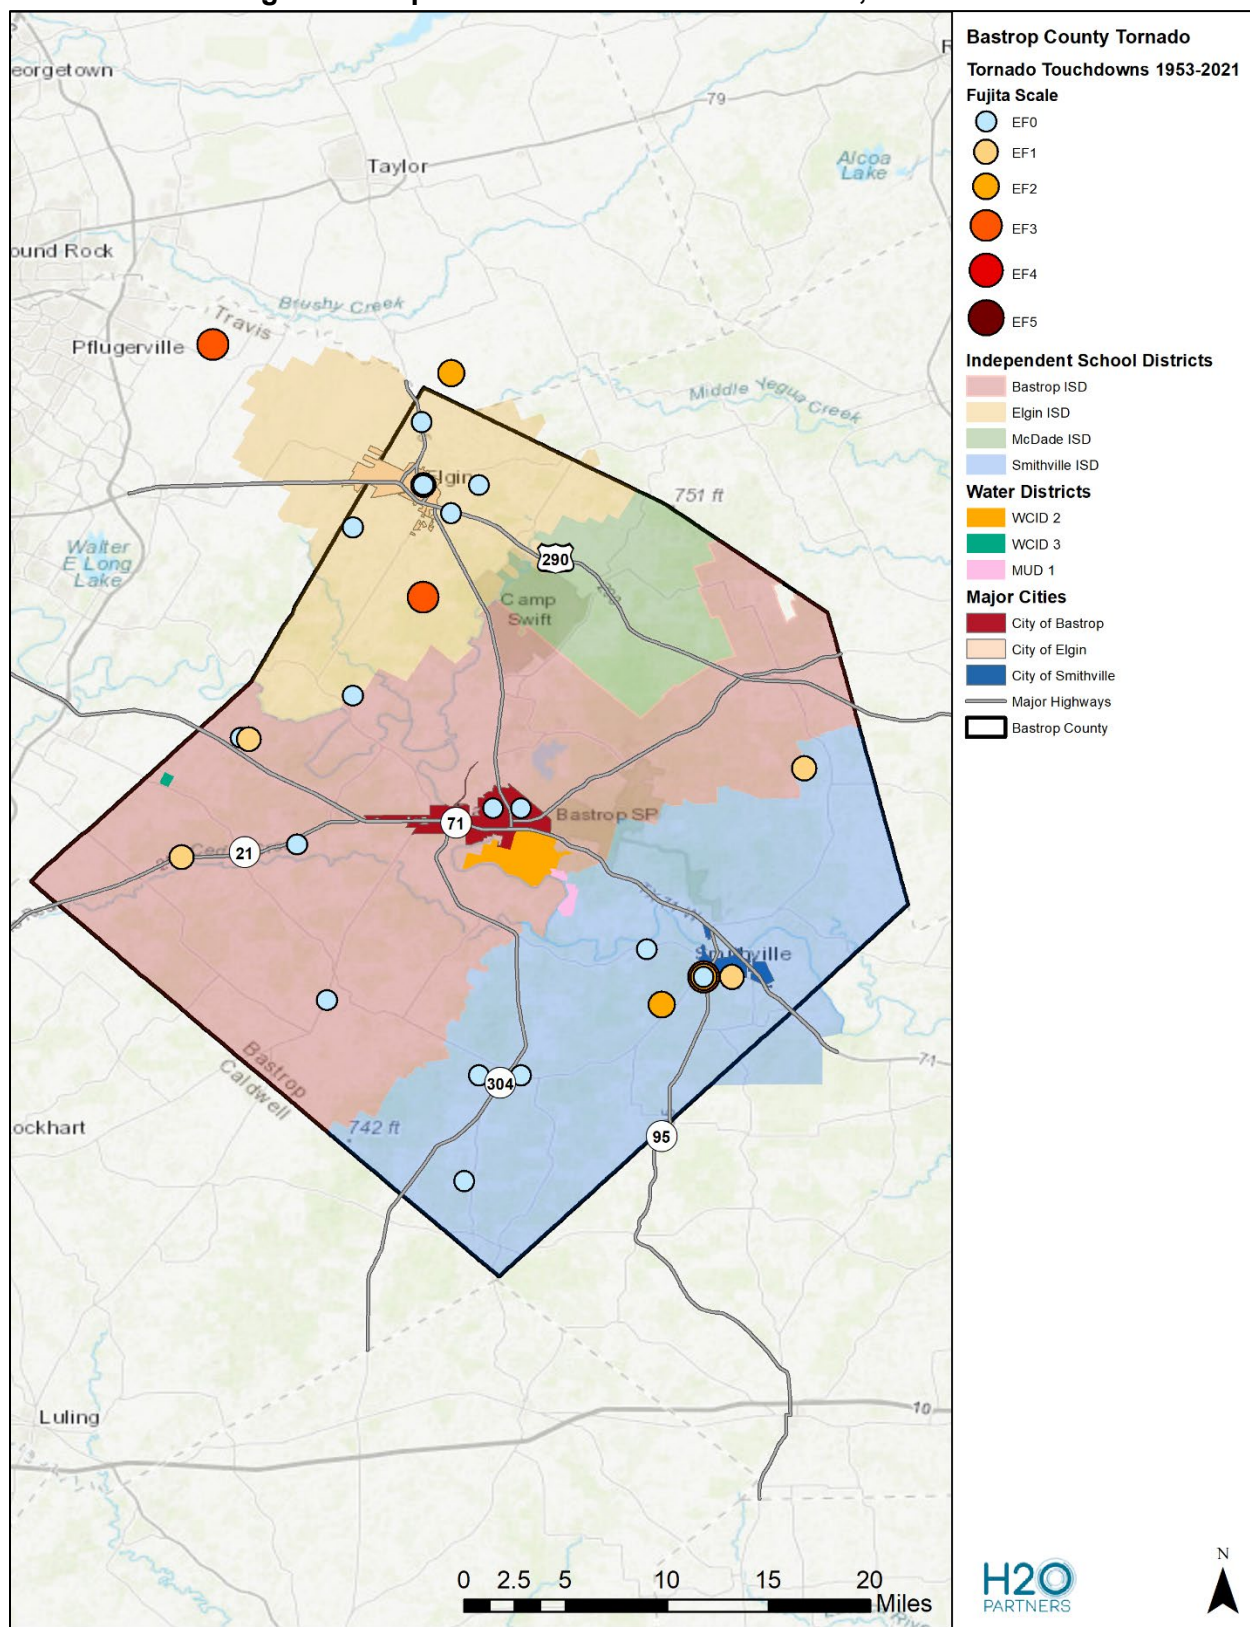 Bastrop County Tornado
Tornado Touchdowns 1953-2021
Fujita Scale
EF0
EF1
EF2
EF3
EF4
EF5
Independent School Districts
Bastrop ISD
Elgin ISD
McDade ISD
Smithville ISD
Water Districts
WCID 2
WCID 3
MUD 1
Major Cities
City of Bastrop
City of Elgin
City of Smithville
Major Highways
Bastrop County
eorgetown
79
Taylor
Alcoa
Lake
ound Rock
Brushy Creek
Travis
Pflugerville
Middle Yegua Creek
Elgin
751 ft
Walter
E Long
Lake
290
290
Camp
Swift
71
Bastrop SP
21
TX 71 W
Smithville
Bastrop
Caldwell
304
71
ockhart
742 ft
95
Luling
10
0 2.5 5 10 15 20
Miles
H2O
PARTNERS
N